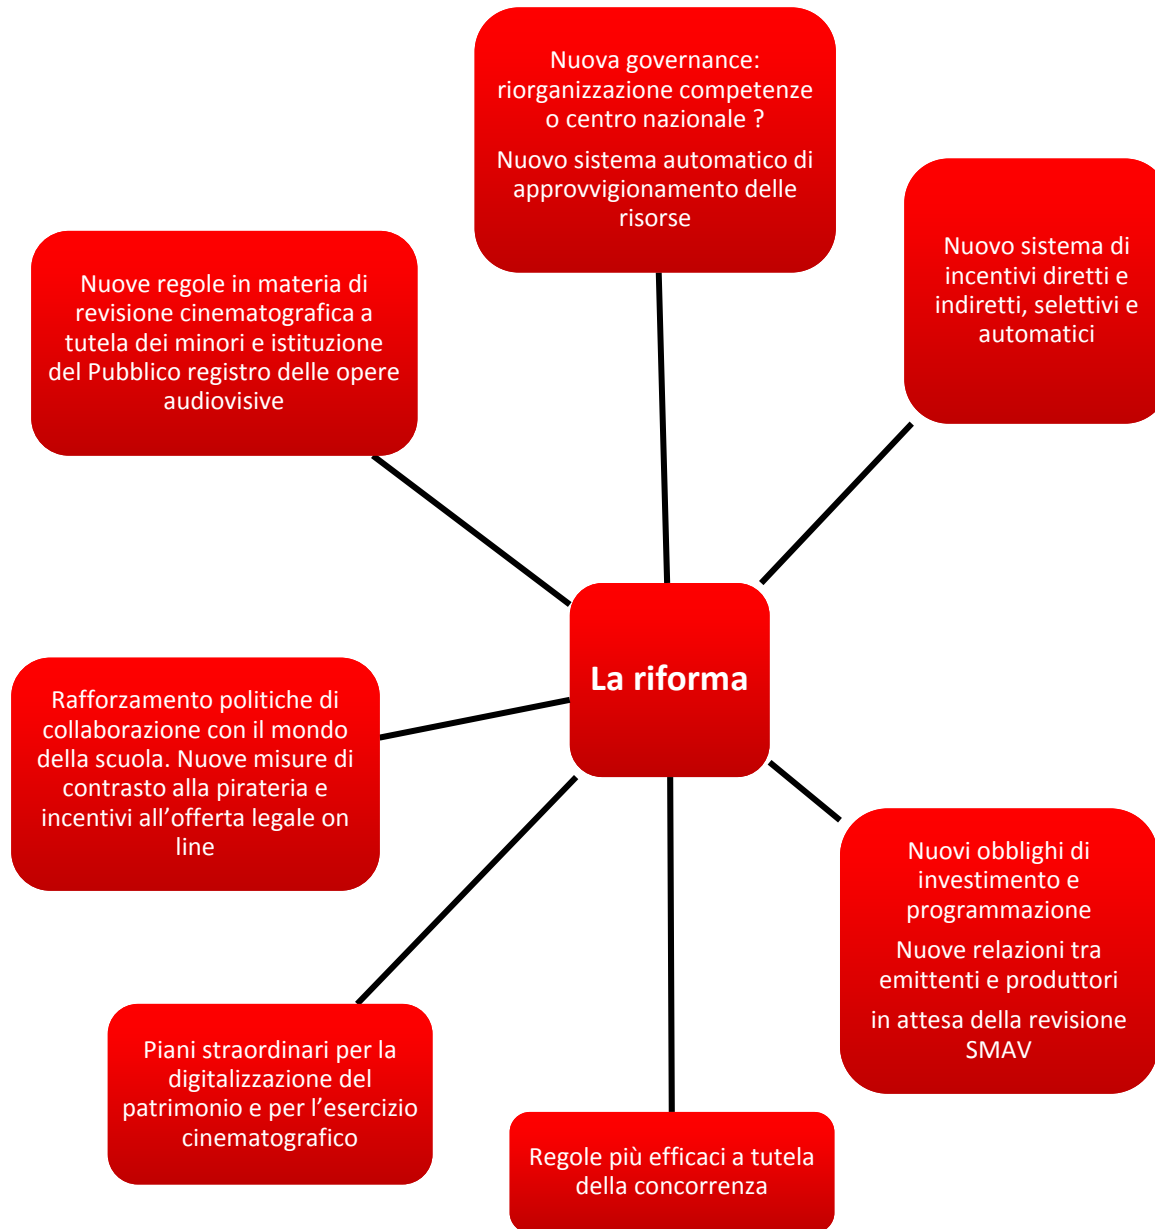 Nuova governance:
riorganizzazione competenze
o centro nazionale ?
Nuovo sistema automatico di
approvvigionamento delle
risorse
Nuovo sistema di
incentivi diretti e
indiretti, selettivi e
automatici
Nuove regole in materia di
revisione cinematografica a
tutela dei minori e istituzione
del Pubblico registro delle opere
audiovisive
La riforma
Rafforzamento politiche di
collaborazione con il mondo
della scuola. Nuove misure di
contrasto alla pirateria e
incentivi all’offerta legale on
line
Nuovi obblighi di
investimento e
programmazione
Nuove relazioni tra
emittenti e produttori
in attesa della revisione
SMAV
Piani straordinari per la
digitalizzazione del
patrimonio e per l’esercizio
cinematografico
Regole più efficaci a tutela
della concorrenza